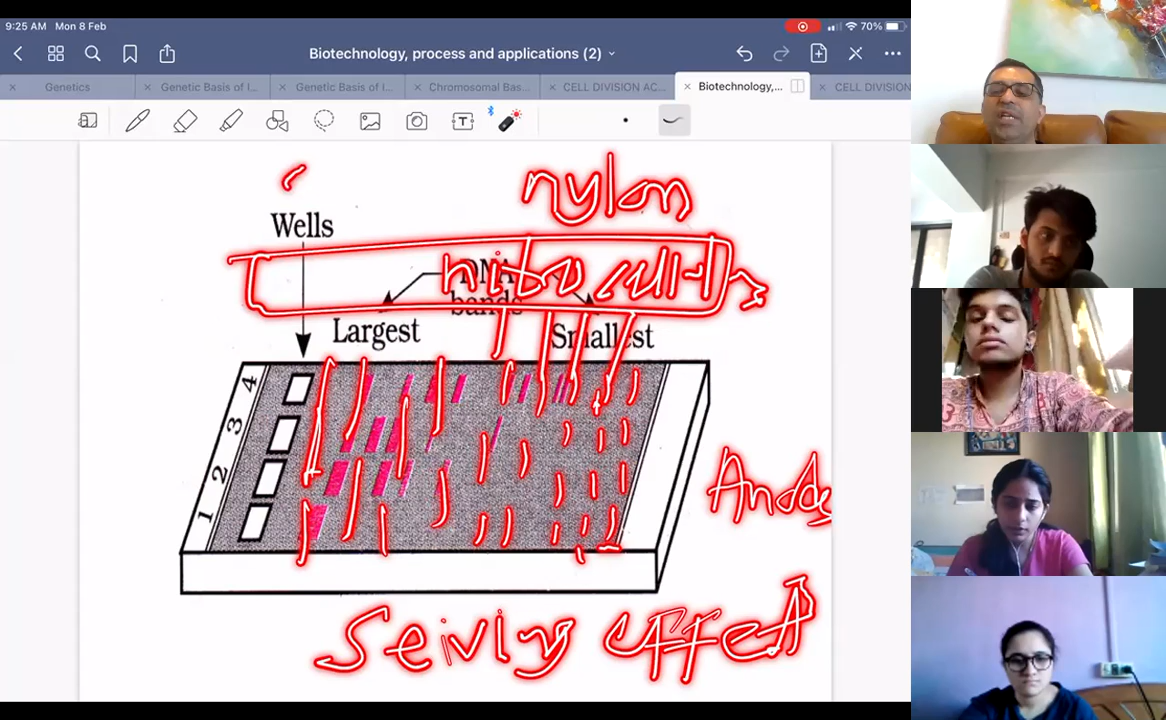 9:25 AM Mon 8 Feb
70%
Biotechnology, process and applications (2)
Genetics
Genetic Basis of I...
Genetic Basis of I...
Chromosomal Bas...
CELL DIVISION AC...
Biotechnology,...
CELL DIVISION
T
nylon
Wells
DNA
bands
Largest
Smallest
4
3
2
1
Anode
Seiving effect